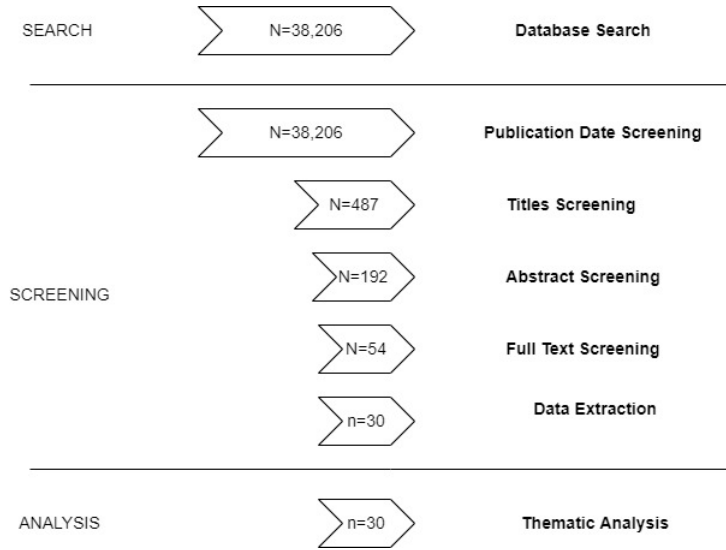 SEARCH N=38,206 Database Search
N=38,206 Publication Date Screening
N=487 Titles Screening
N=192 Abstract Screening
SCREENING
N=54 Full Text Screening
n=30 Data Extraction
ANALYSIS n=30 Thematic Analysis